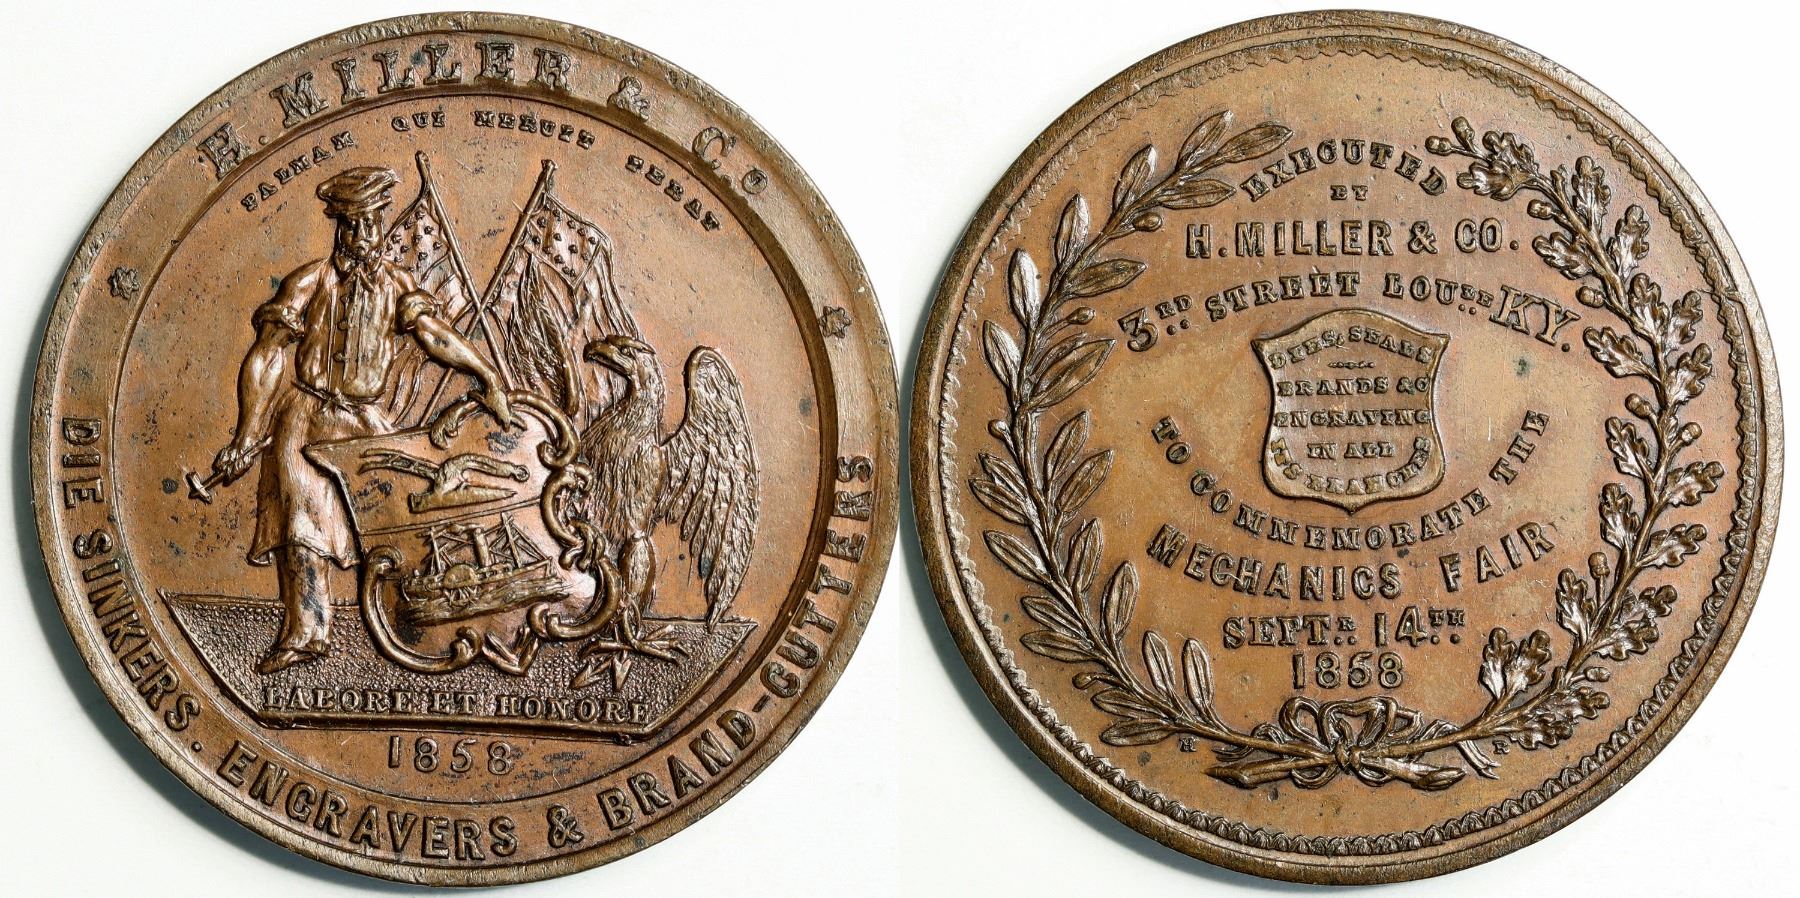 H. MILLER & Co
PALMAM QUI MERUIT FERAT
LABORE ET HONORE
1858
DIE SINKERS. ENGRAVERS & BRAND-CUTTERS
EXECUTED
BY
H. MILLER & CO.
3RD STREET LOU:SE KY.
DIES, SEALS
BRANDS &C
ENGRAVING
IN ALL
ITS BRANCHES
TO COMMEMORATE THE
MECHANICS FAIR
SEPTR. 14TH
1858